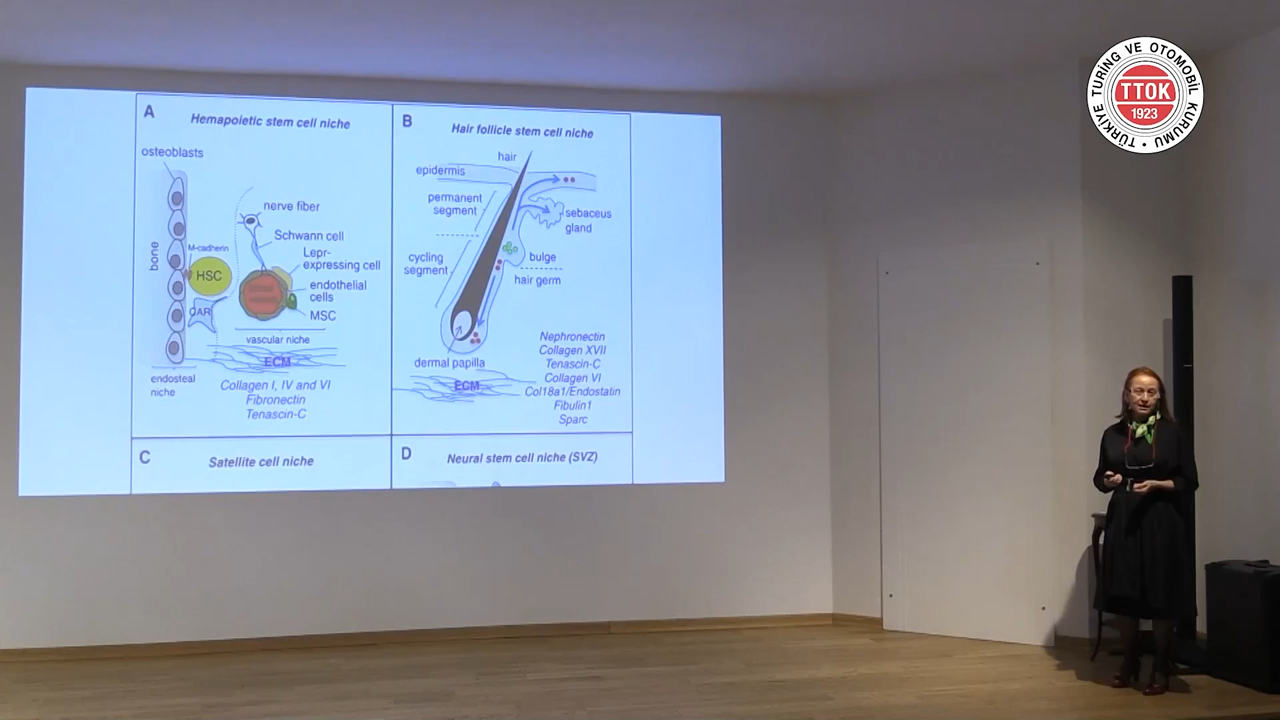 A
Hemapoietic stem cell niche
osteoblasts
bone
nerve fiber
Schwann cell
M-cadherin
HSC
Lepr-
expressing cell
endothelial
cells
MSC
CAR
vascular niche
ECM
endosteal
niche
Collagen I, IV and VI
Fibronectin
Tenascin-C
B
Hair follicle stem cell niche
hair
epidermis
permanent
segment
sebaceus
gland
cycling
segment
bulge
hair germ
dermal papilla
ECM
Nephronectin
Collagen XVII
Tenascin-C
Collagen VI
Col18a1/Endostatin
Fibulin1
Sparc
C
Satellite cell niche
D
Neural stem cell niche (SVZ)
TÜRKİYE TURİNG VE OTOMOBİL KURUMU
TTOK
1923